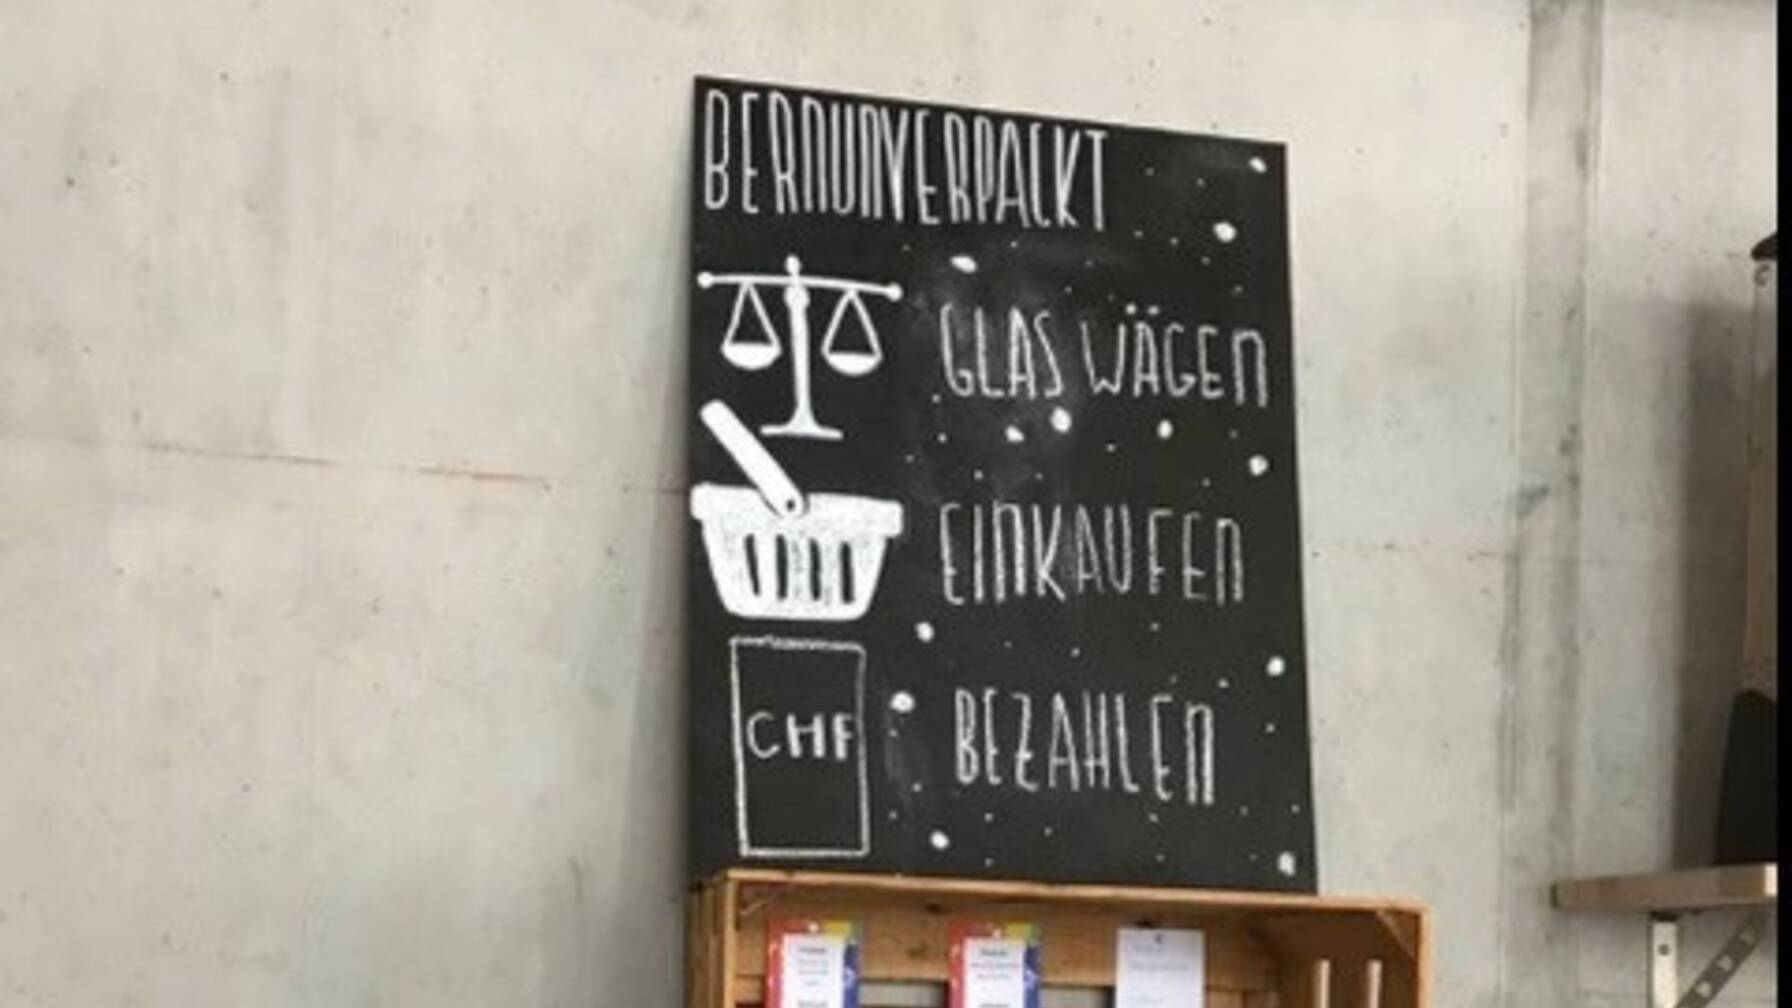 BERNUNVERPACKT
GLAS WÄGEN
EINKAUFEN
CHF
BEZAHLEN